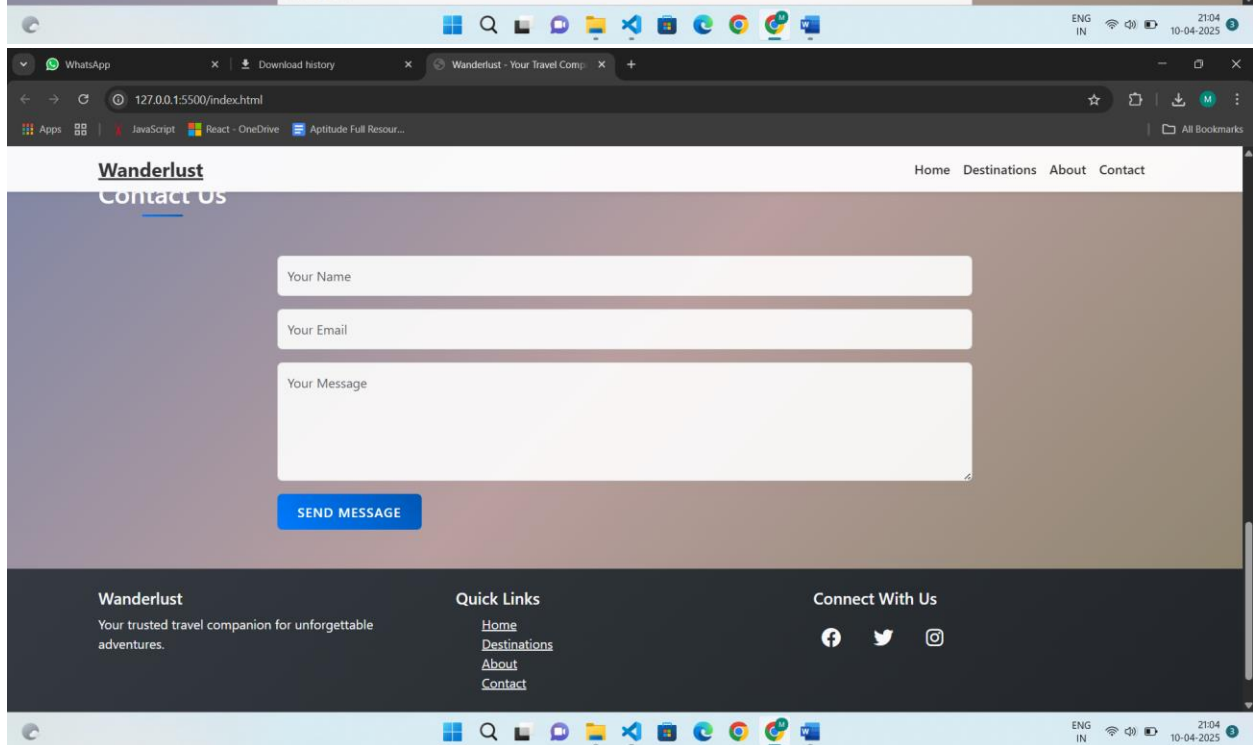 ENG 21:04
IN 10-04-2025 3
WhatsApp Download history Wanderlust - Your Travel Comp
127.0.0.1:5500/index.html M
Apps JavaScript React - OneDrive Aptitude Full Resour... All Bookmarks
Wanderlust Home Destinations About Contact
Contact Us
Your Name
Your Email
Your Message
SEND MESSAGE
Wanderlust Quick Links Connect With Us
Your trusted travel companion for unforgettable Home
adventures. Destinations
About
Contact
ENG 21:04
IN 10-04-2025 3